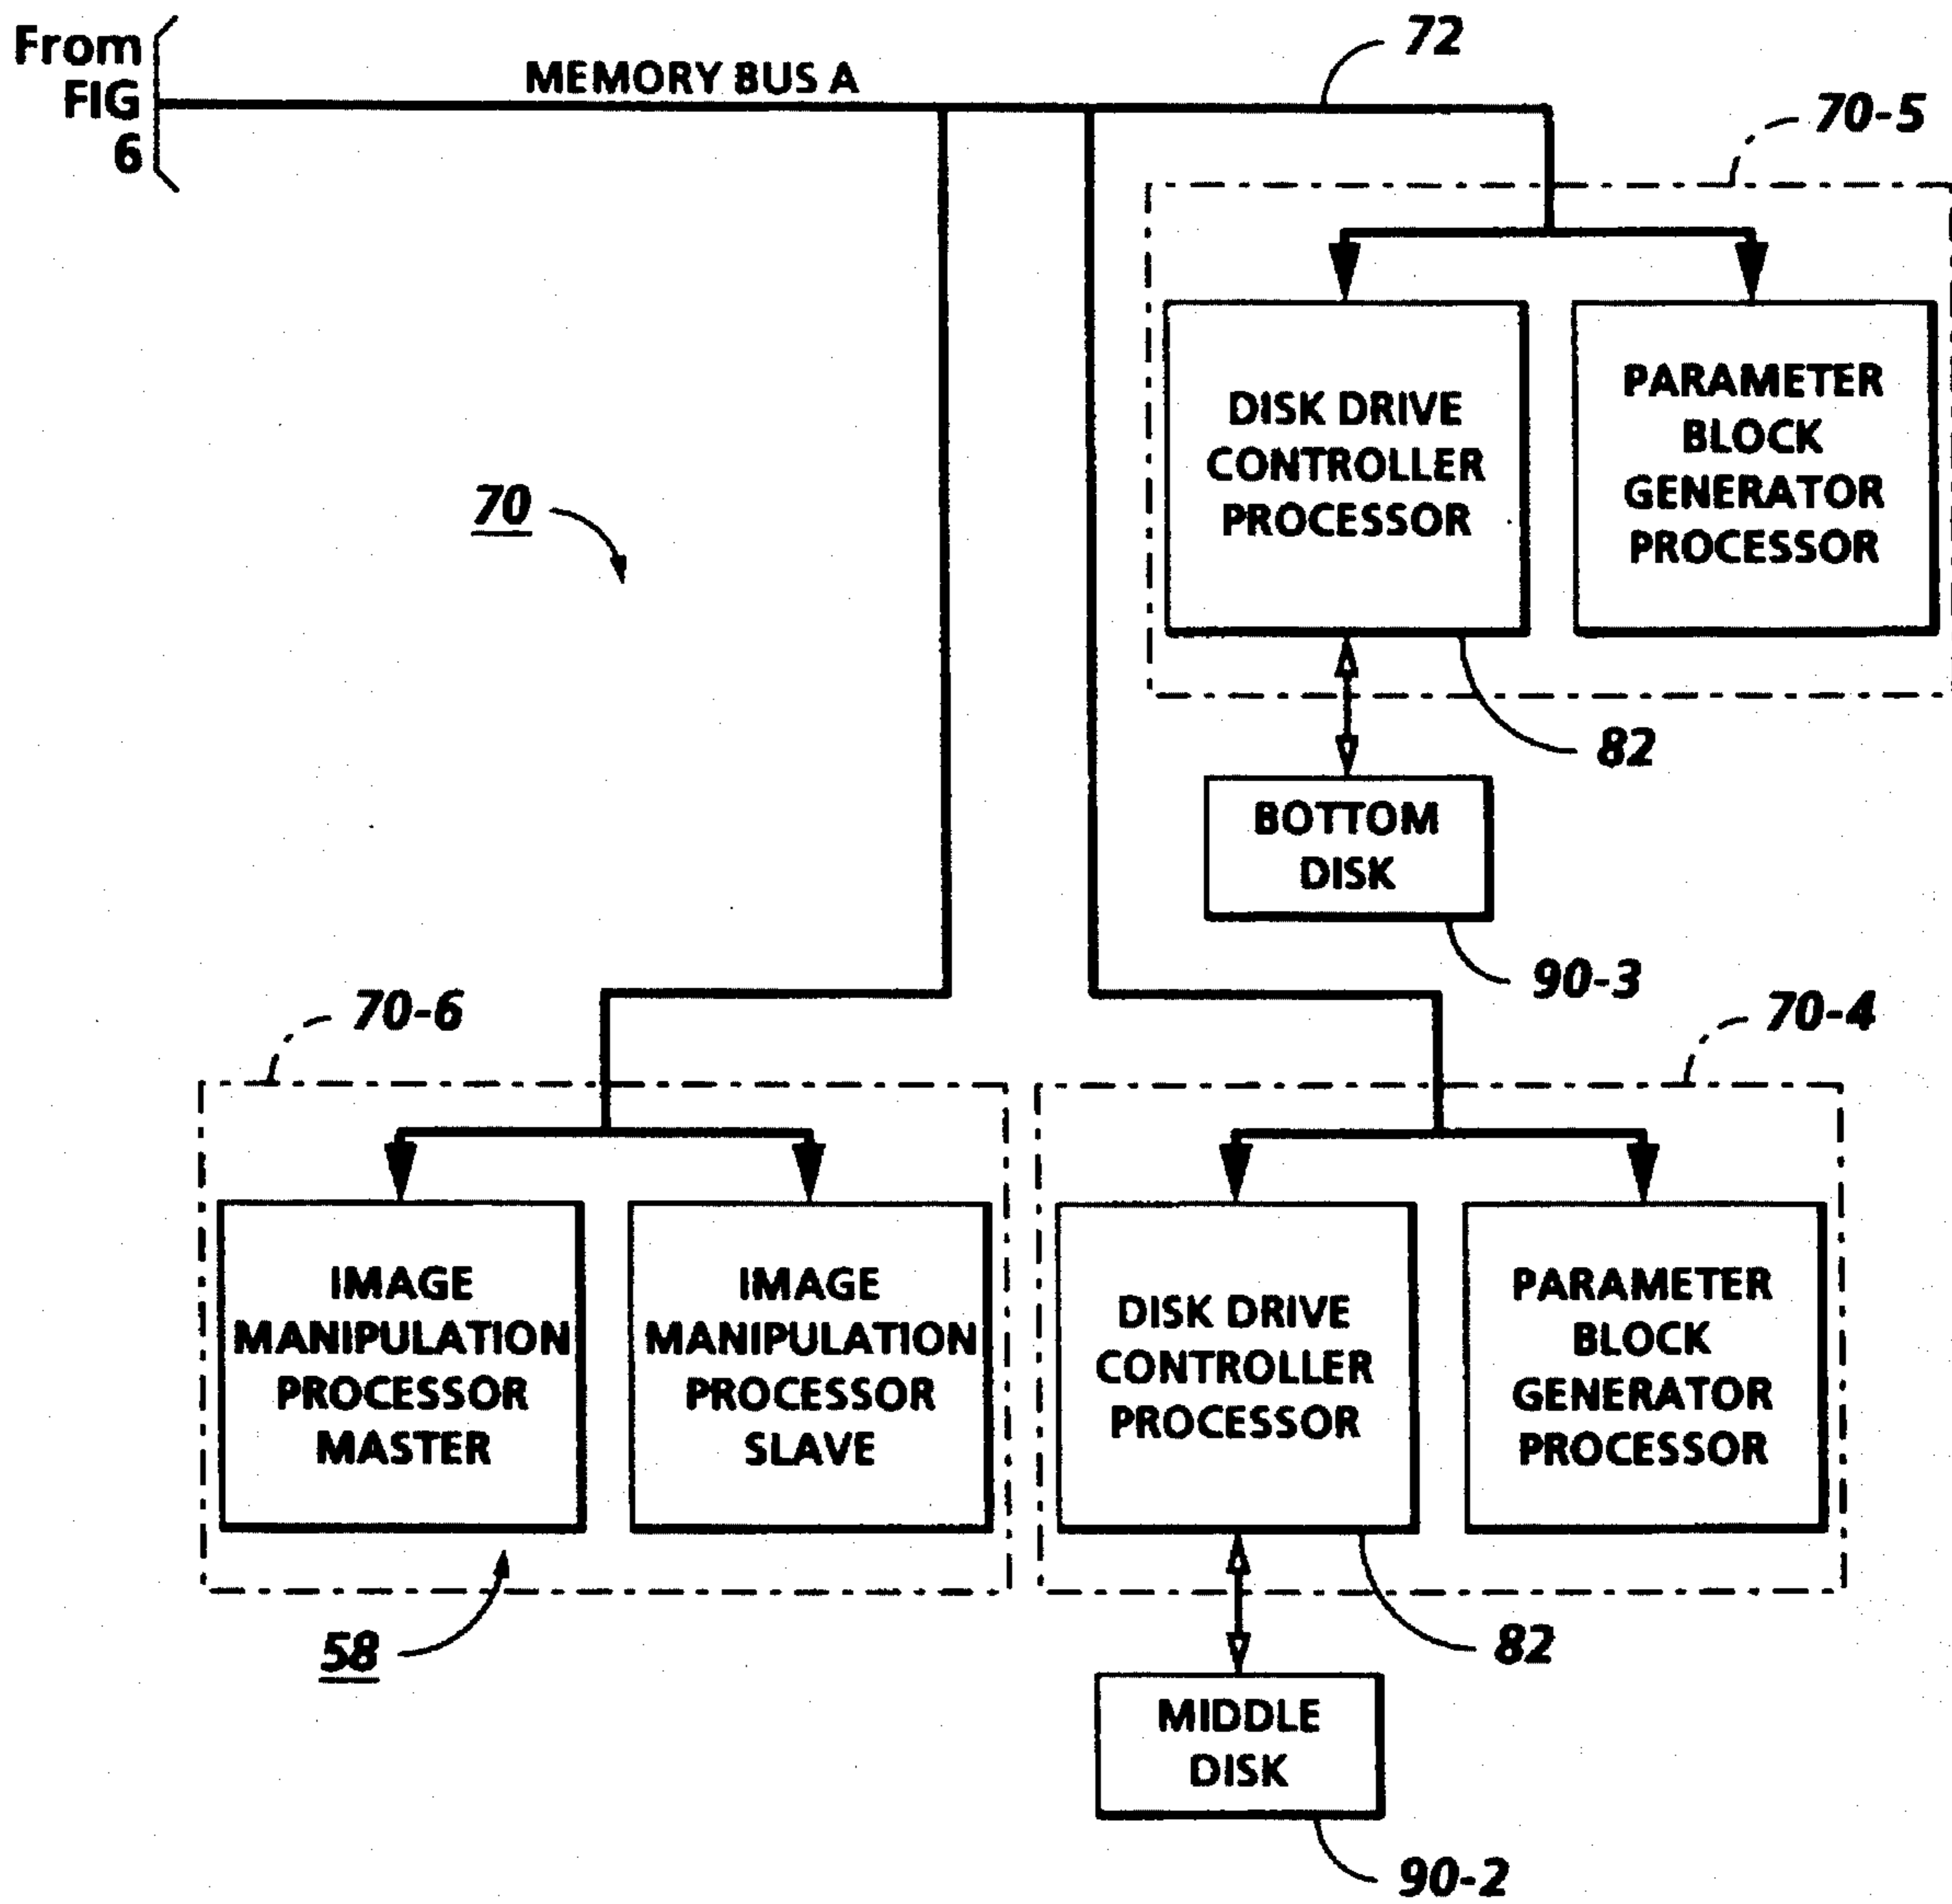 From
FIG
6
MEMORY BUS A
72
70-5
DISK DRIVE
CONTROLLER
PROCESSOR
PARAMETER
BLOCK
GENERATOR
PROCESSOR
70
82
BOTTOM
DISK
90-3
70-6
70-4
IMAGE
MANIPULATION
PROCESSOR
MASTER
IMAGE
MANIPULATION
PROCESSOR
SLAVE
DISK DRIVE
CONTROLLER
PROCESSOR
PARAMETER
BLOCK
GENERATOR
PROCESSOR
58
82
MIDDLE
DISK
90-2